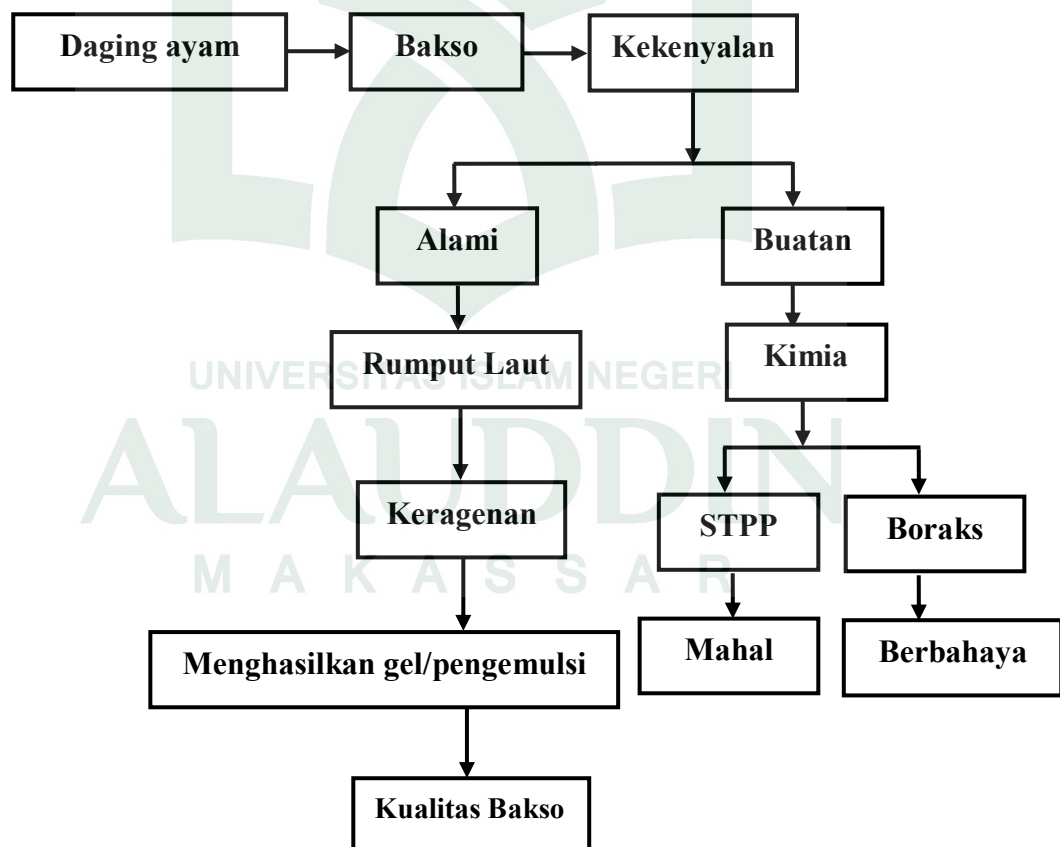 Daging ayam
Bakso
Kekenyalan
Alami
Buatan
Rumput Laut
Kimia
UNIVERSITAS ISLAM NEGERI
ALAUDDIN
MAKASSAR
Keragenan
STPP
Boraks
Menghasilkan gel/pengemulsi
Mahal
Berbahaya
Kualitas Bakso